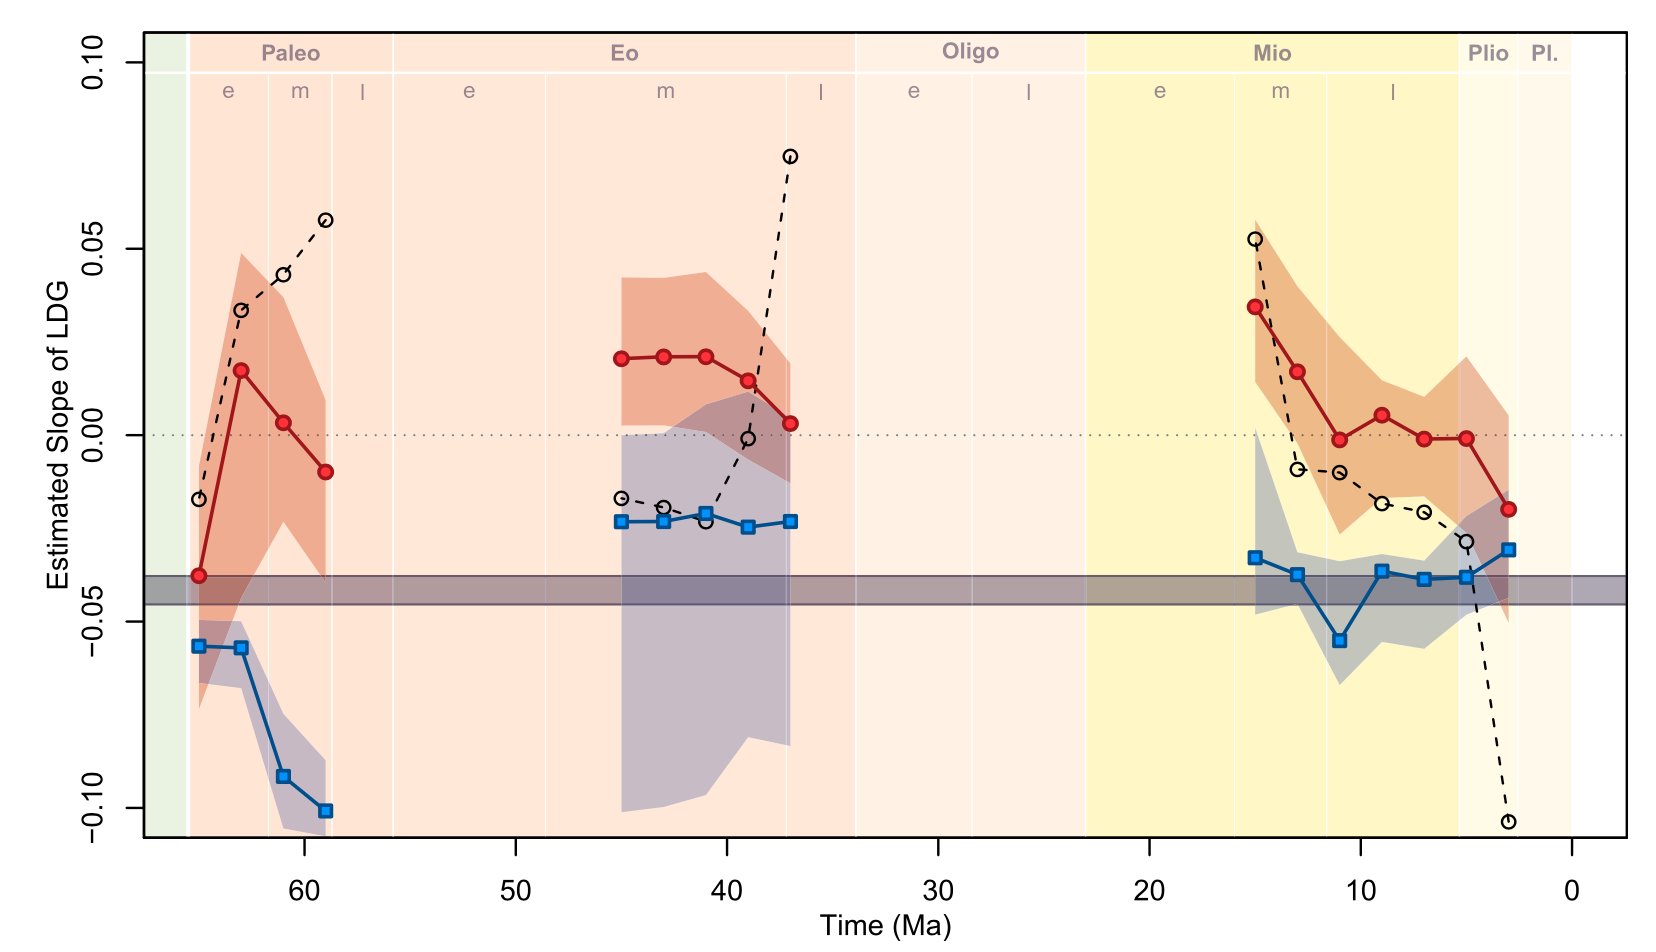 Paleo Eo Oligo Mio Plio Pl.
e m l e m l e l e m l
Estimated Slope of LDG
0.10
0.05
0.00
−0.05
−0.10
60 50 40 30 20 10 0
Time (Ma)